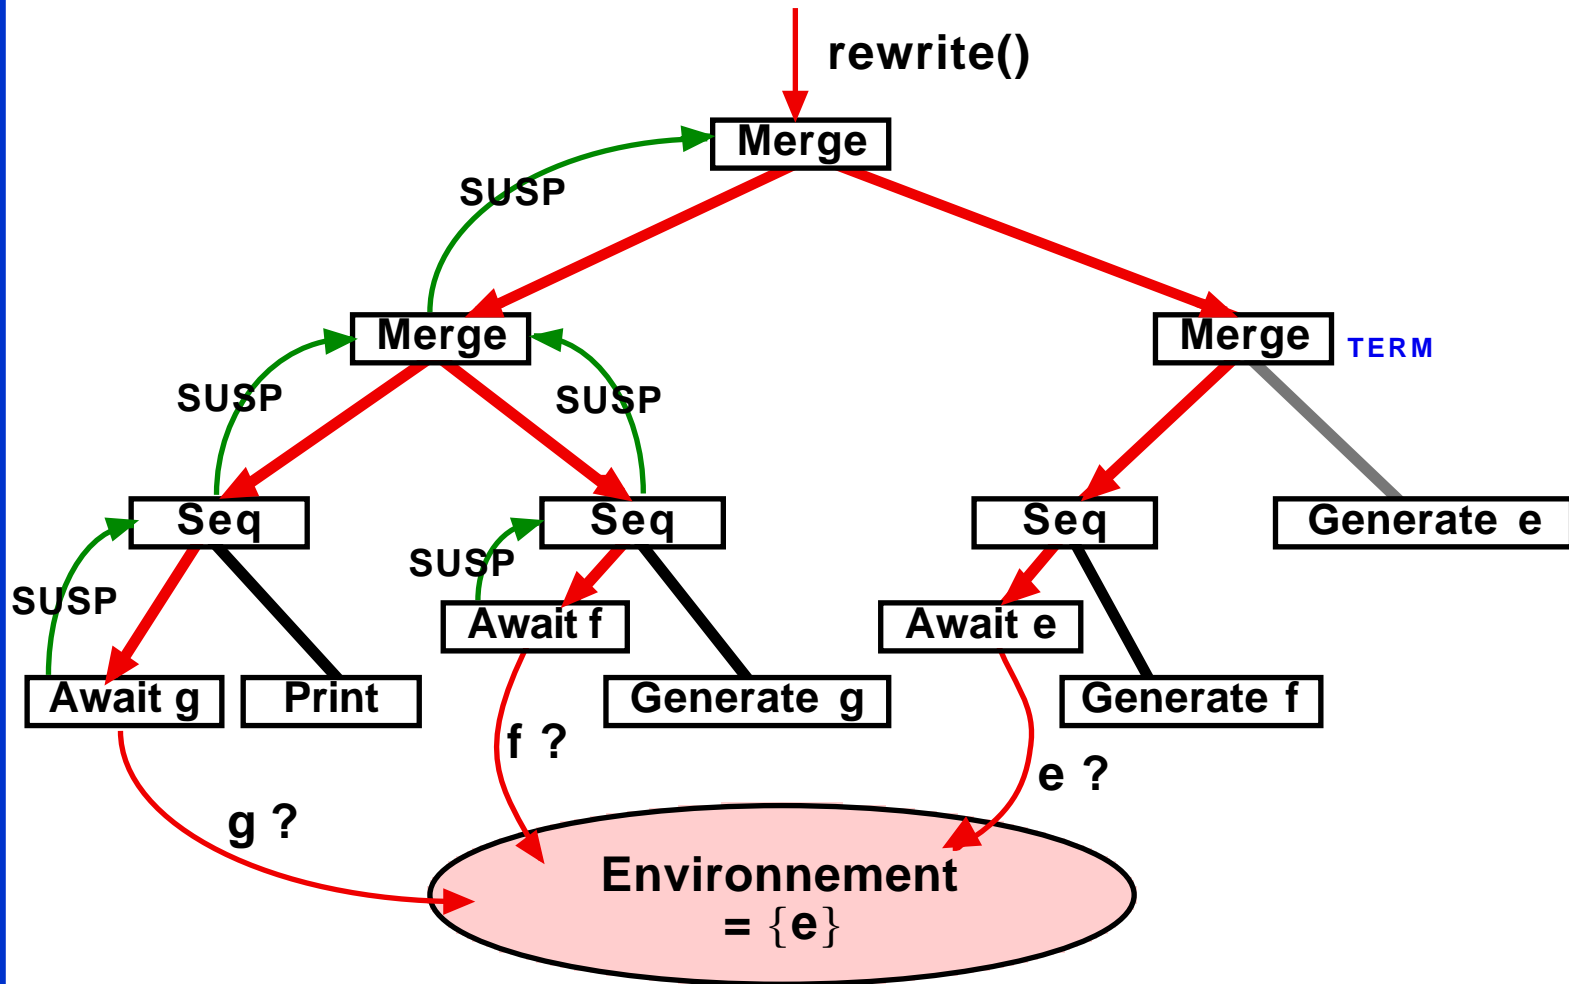 rewrite()
Merge
SUSP
Merge
Merge
TERM
SUSP
SUSP
Seq
Seq
Seq
Generate e
SUSP
SUSP
Await f
Await e
Await g
Print
Generate g
Generate f
f ?
e ?
g ?
Environnement
= {e}